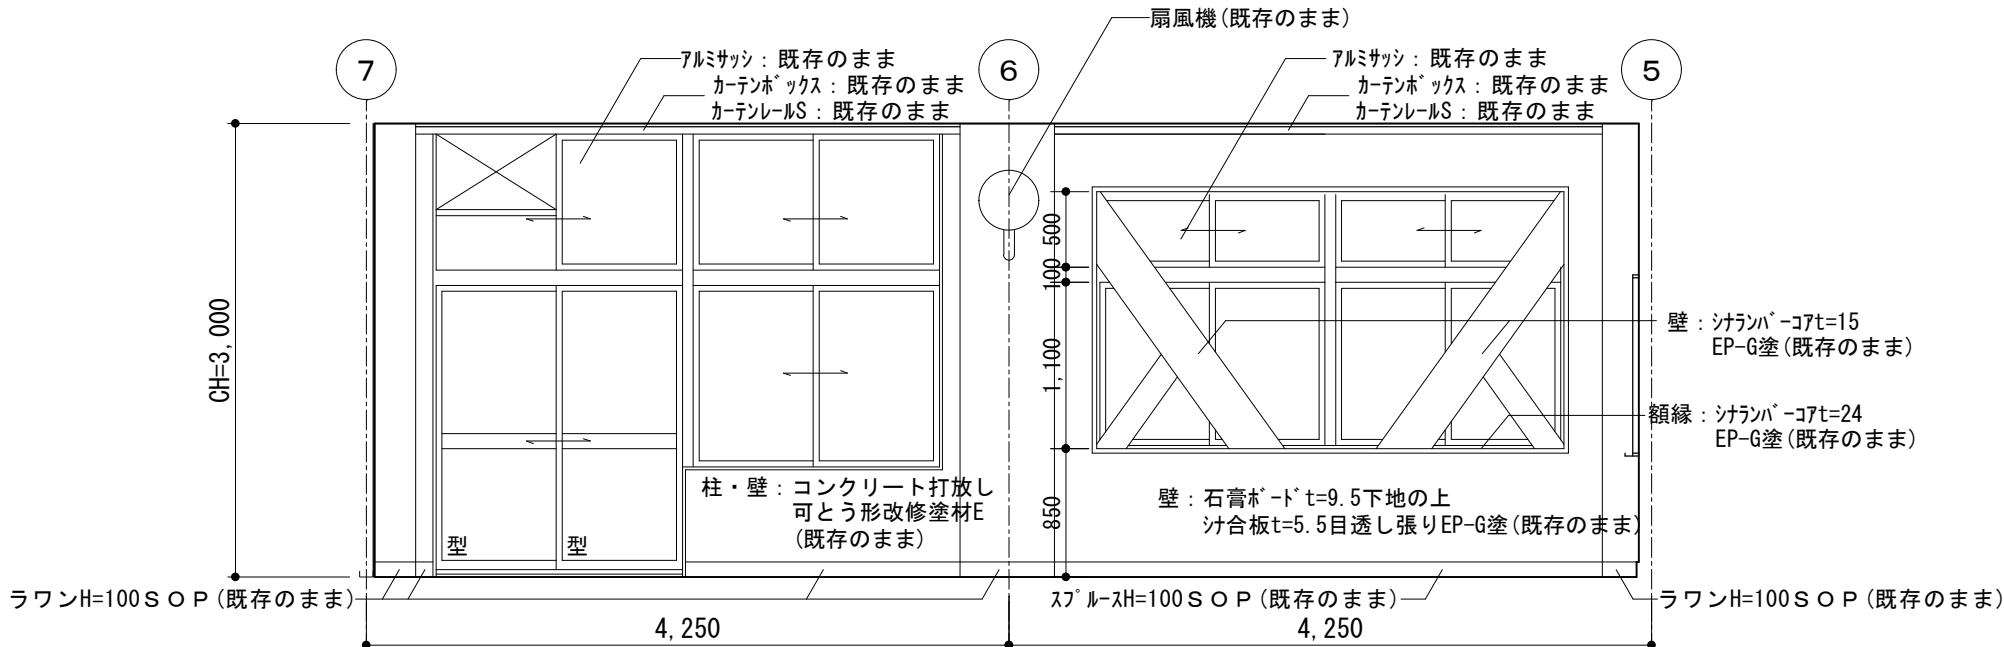 扇風機(既存のまま)
7
ｱﾙﾐｻｯｼ：既存のまま
ｶｰﾃﾝﾎﾞｯｸｽ：既存のまま
ｶｰﾃﾝﾚｰﾙS：既存のまま
6
ｱﾙﾐｻｯｼ：既存のまま
ｶｰﾃﾝﾎﾞｯｸｽ：既存のまま
ｶｰﾃﾝﾚｰﾙS：既存のまま
5
CH=3,000
500
100
1,100
850
壁：ｼﾅﾗﾝﾊﾞｰｺｱt=15
EP-G塗(既存のまま)
額縁：ｼﾅﾗﾝﾊﾞｰｺｱt=24
EP-G塗(既存のまま)
柱・壁：コンクリート打放し
可とう形改修塗材E
(既存のまま)
壁：石膏ﾎﾞｰﾄﾞt=9.5下地の上
ｼﾅ合板t=5.5目透し張りEP-G塗(既存のまま)
型
型
ラワンH=100ＳＯＰ(既存のまま)
ｽﾌﾟﾙｰｽH=100ＳＯＰ(既存のまま)
ラワンH=100ＳＯＰ(既存のまま)
4,250
4,250